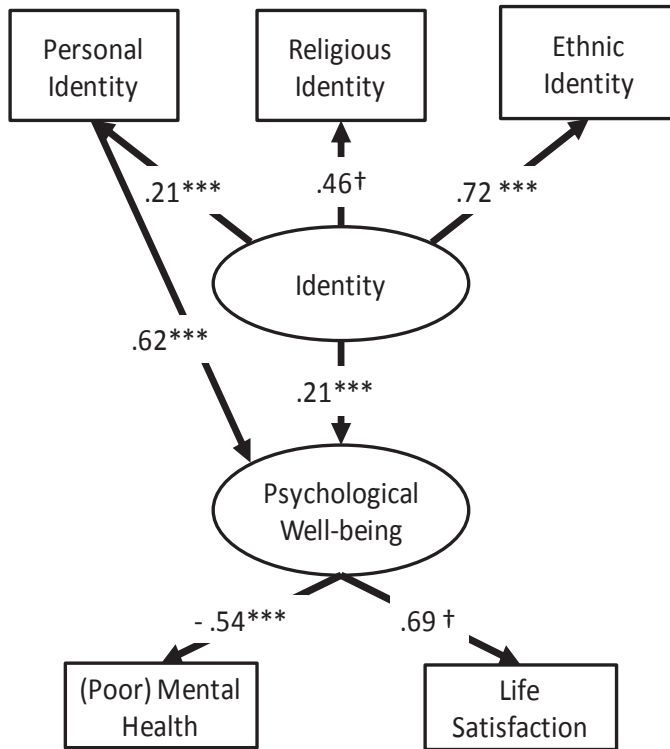 Personal
Identity
Religious
Identity
Ethnic
Identity
.21***
.46†
.72 ***
Identity
.62***
.21***
Psychological
Well-being
- .54***
.69 †
(Poor) Mental
Health
Life
Satisfaction